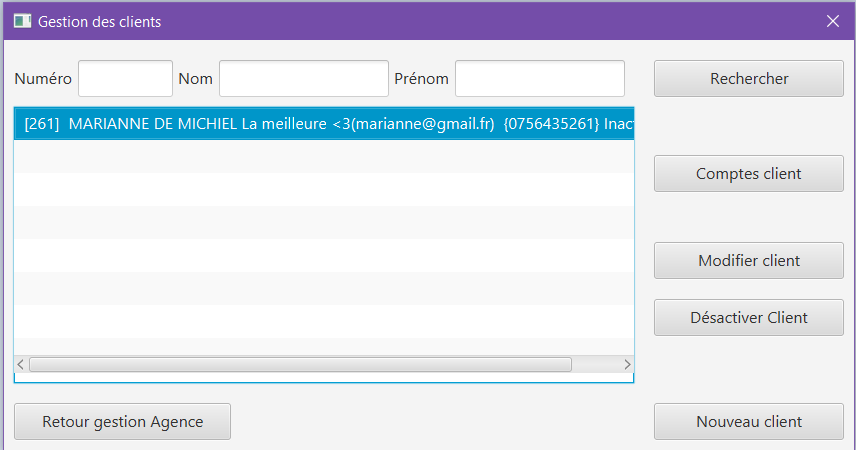 Gestion des clients
Numéro Nom Prénom Rechercher
[261] MARIANNE DE MICHIEL La meilleure <3(marianne@gmail.fr) {0756435261} Inac
Comptes client
Modifier client
Désactiver Client
Retour gestion Agence Nouveau client